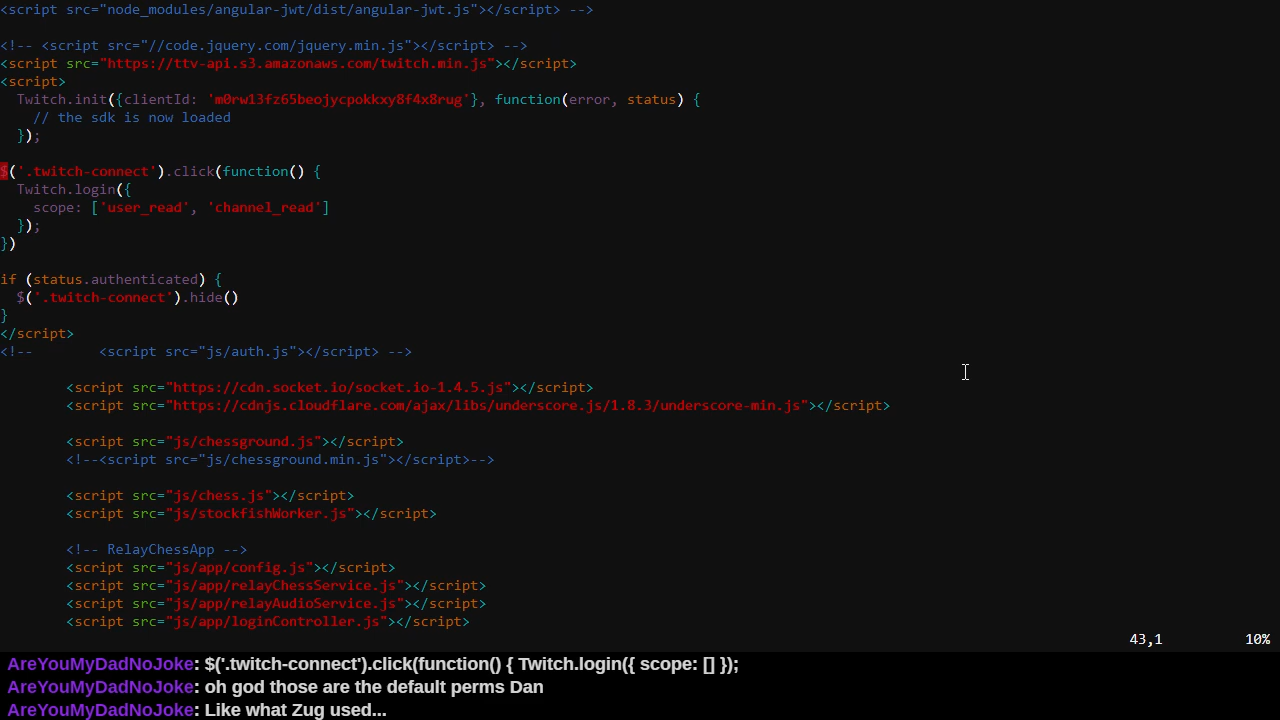 <script src="node_modules/angular-jwt/dist/angular-jwt.js"></script> -->
<!-- <script src="//code.jquery.com/jquery.min.js"></script> -->
<script src="https://ttv-api.s3.amazonaws.com/twitch.min.js"></script>
<script>
Twitch.init({clientId: 'm0rw13fz65beojycpokkxy8f4x8rug'}, function(error, status) {
// the sdk is now loaded
});
$('.twitch-connect').click(function() {
Twitch.login({
scope: ['user_read', 'channel_read']
});
})
if (status.authenticated) {
$('.twitch-connect').hide()
}
</script>
<!-- <script src="js/auth.js"></script> -->
<script src="https://cdn.socket.io/socket.io-1.4.5.js"></script>
<script src="https://cdnjs.cloudflare.com/ajax/libs/underscore.js/1.8.3/underscore-min.js"></script>
<script src="js/chessground.js"></script>
<!--<script src="js/chessground.min.js"></script>-->
<script src="js/chess.js"></script>
<script src="js/stockfishWorker.js"></script>
<!-- RelayChessApp -->
<script src="js/app/config.js"></script>
<script src="js/app/relayChessService.js"></script>
<script src="js/app/relayAudioService.js"></script>
<script src="js/app/loginController.js"></script>
43,1 10%
AreYouMyDadNoJoke: $('.twitch-connect').click(function() { Twitch.login({ scope: [] });
AreYouMyDadNoJoke: oh god those are the default perms Dan
AreYouMyDadNoJoke: Like what Zug used...